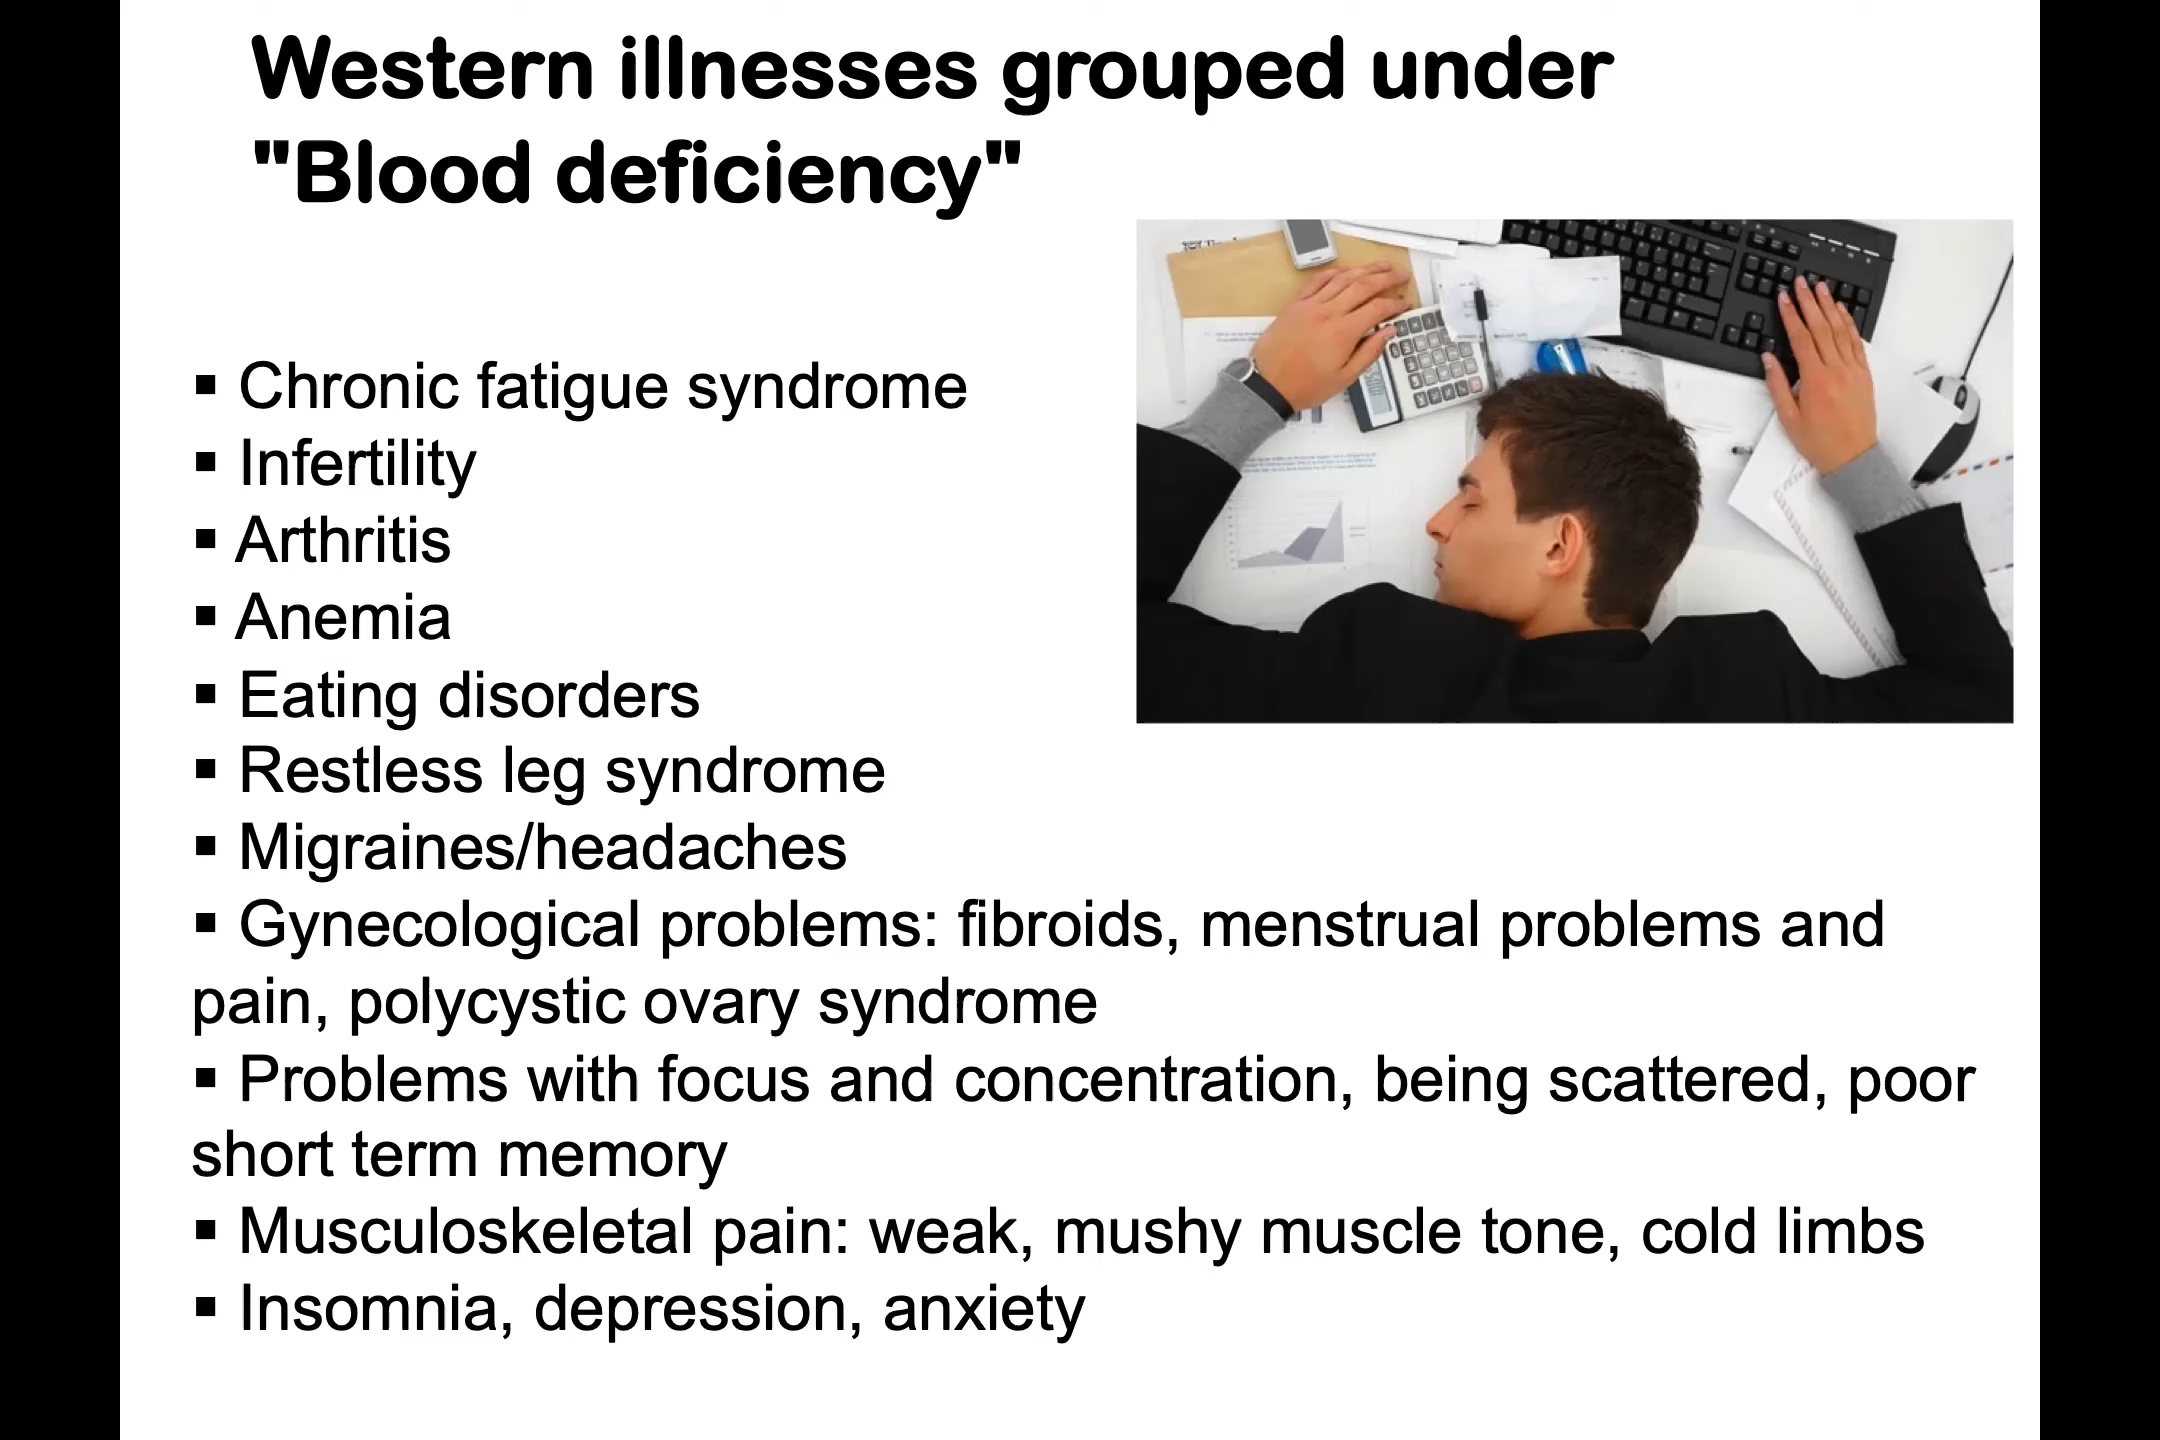 Western illnesses grouped under
"Blood deficiency"
▪ Chronic fatigue syndrome
▪ Infertility
▪ Arthritis
▪ Anemia
▪ Eating disorders
▪ Restless leg syndrome
▪ Migraines/headaches
▪ Gynecological problems: fibroids, menstrual problems and
pain, polycystic ovary syndrome
▪ Problems with focus and concentration, being scattered, poor
short term memory
▪ Musculoskeletal pain: weak, mushy muscle tone, cold limbs
▪ Insomnia, depression, anxiety